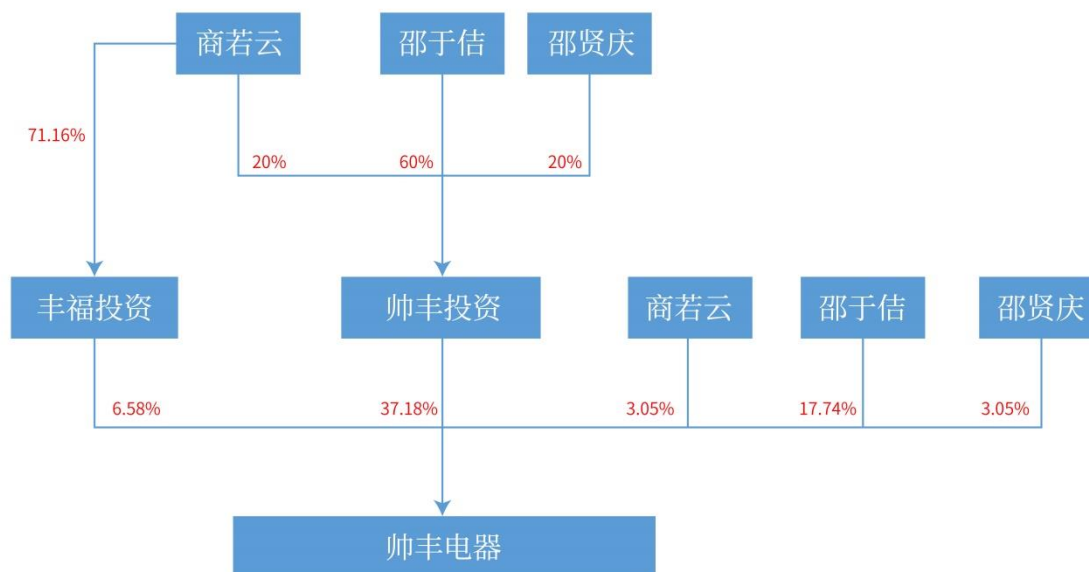 商若云
邵于佶
邵贤庆
71.16%
20%
60%
20%
丰福投资
帅丰投资
商若云
邵于佶
邵贤庆
6.58%
37.18%
3.05%
17.74%
3.05%
帅丰电器